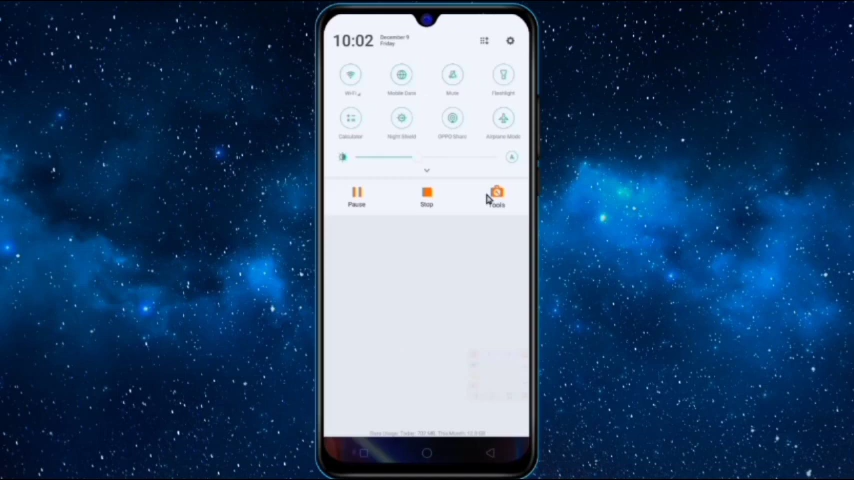 10:02
December 9
Friday
Wi-Fi
Mobile Data
Mute
Flashlight
Calculator
Night Shield
OPPO Share
Airplane Mode
A
Pause
Stop
Tools